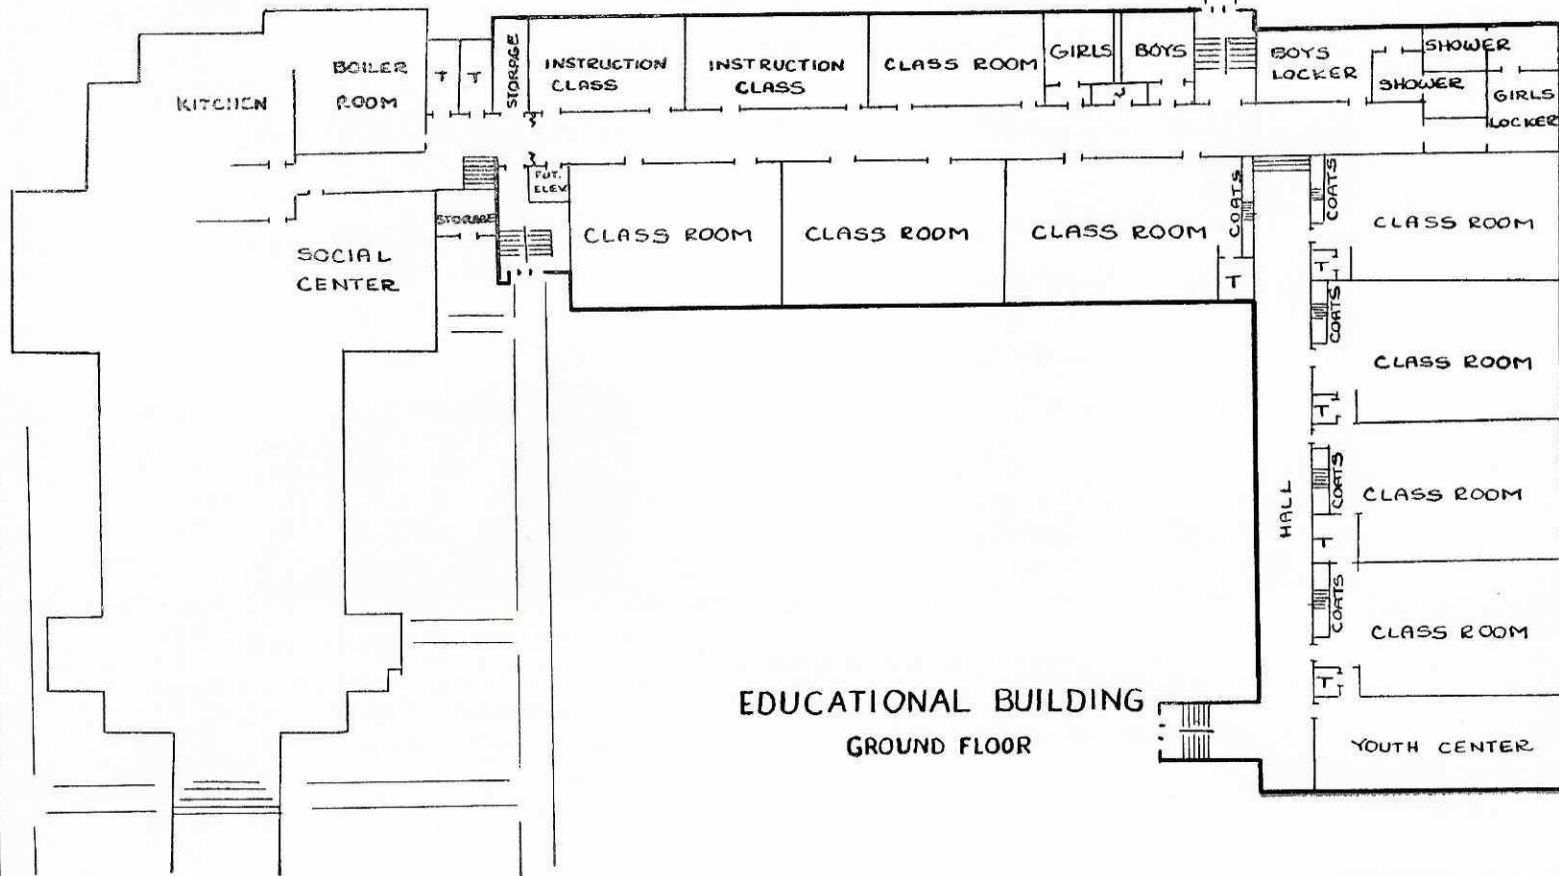 KITCHEN
BOILER
ROOM
T
T
STORAGE
INSTRUCTION
CLASS
INSTRUCTION
CLASS
CLASS ROOM
GIRLS
BOYS
BOYS
LOCKER
SHOWER
SHOWER
GIRLS
LOCKER
FUT.
ELEV
STORAGE
SOCIAL
CENTER
CLASS ROOM
CLASS ROOM
CLASS ROOM
COATS
T
COATS
CLASS ROOM
T
COATS
CLASS ROOM
T
HALL
COATS
CLASS ROOM
T
COATS
CLASS ROOM
T
YOUTH CENTER
EDUCATIONAL BUILDING
GROUND FLOOR